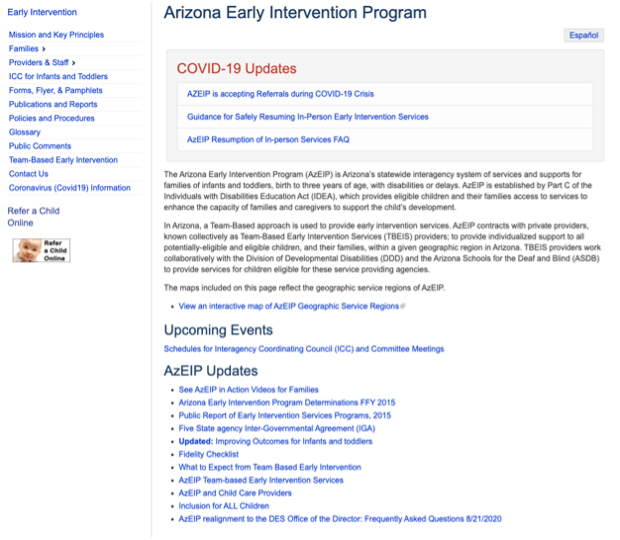 Early Intervention
Mission and Key Principles
Families >
Providers & Staff >
ICC for Infants and Toddlers
Forms, Flyer, & Pamphlets
Publications and Reports
Policies and Procedures
Glossary
Public Comments
Team-Based Early Intervention
Contact Us
Coronavirus (Covid19) Information
Refer a Child
Online
Refer
a Child
Online
Arizona Early Intervention Program
Español
COVID-19 Updates
AZEIP is accepting Referrals during COVID-19 Crisis
Guidance for Safely Resuming In-Person Early Intervention Services
AzEIP Resumption of In-person Services FAQ
The Arizona Early Intervention Program (AzEIP) is Arizona's statewide interagency system of services and supports for
families of infants and toddlers, birth to three years of age, with disabilities or delays. AzEIP is established by Part C of the
Individuals with Disabilities Education Act (IDEA), which provides eligible children and their families access to services to
enhance the capacity of families and caregivers to support the child's development.
In Arizona, a Team-Based approach is used to provide early intervention services. AzEIP contracts with private providers,
known collectively as Team-Based Early Intervention Services (TBEIS) providers; to provide individualized support to all
potentially-eligible and eligible children, and their families, within a given geographic region in Arizona. TBEIS providers work
collaboratively with the Division of Developmental Disabilities (DDD) and the Arizona Schools for the Deaf and Blind (ASDB)
to provide services for children eligible for these service providing agencies.
The maps included on this page reflect the geographic service regions of AzEIP.
• View an interactive map of AzEIP Geographic Service Regions
Upcoming Events
Schedules for Interagency Coordinating Council (ICC) and Committee Meetings
AzEIP Updates
• See AzEIP in Action Videos for Families
• Arizona Early Intervention Program Determinations FFY 2015
• Public Report of Early Intervention Services Programs, 2015
• Five State agency Inter-Governmental Agreement (IGA)
• Updated: Improving Outcomes for Infants and toddlers
• Fidelity Checklist
• What to Expect from Team Based Early Intervention
• AzEIP Team-based Early Intervention Services
• AzEIP and Child Care Providers
• Inclusion for ALL Children
• AzEIP realignment to the DES Office of the Director: Frequently Asked Questions 8/21/2020